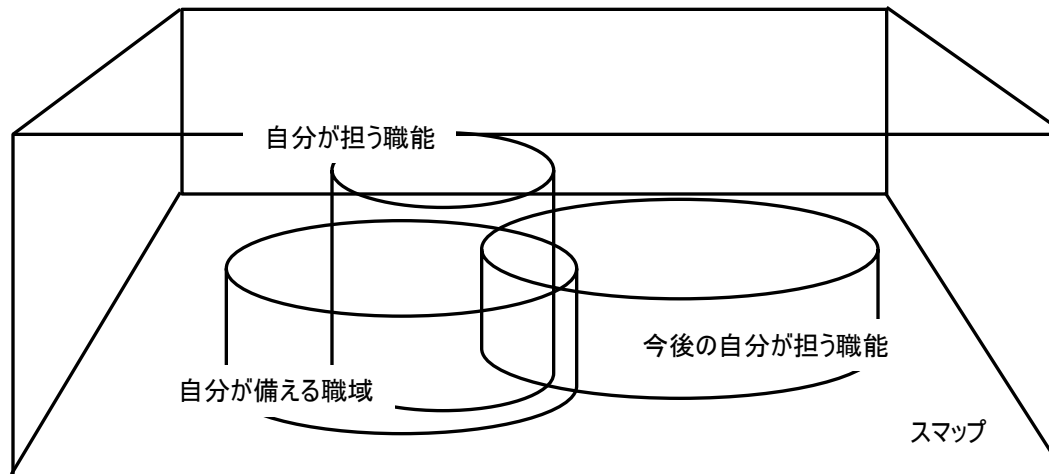 自分が担う職能
今後の自分が担う職能
自分が備える職域
スマップ